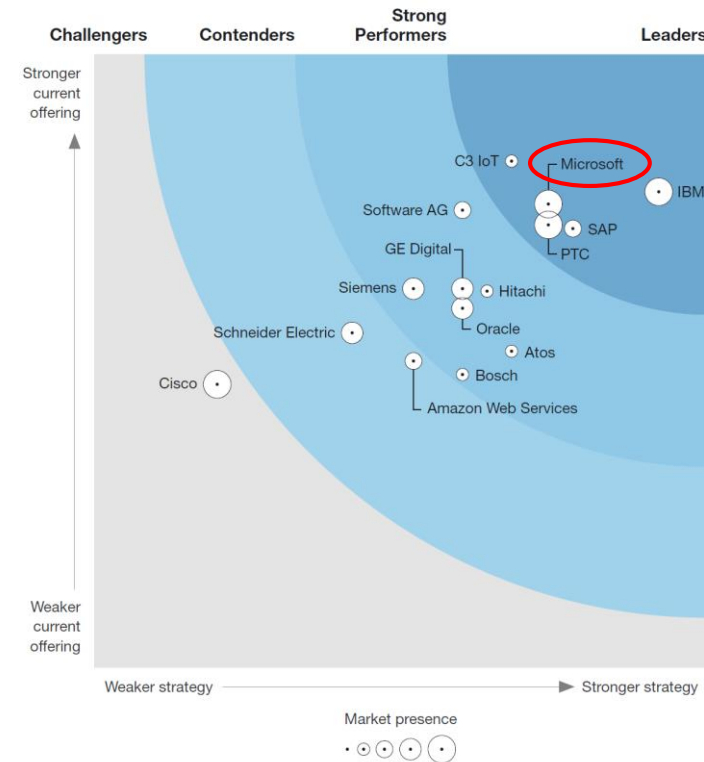 Challengers
Contenders
Strong
Performers
Leaders
Stronger
current
offering
C3 IoT
Microsoft
IBM
Software AG
SAP
GE Digital
PTC
Siemens
Hitachi
Schneider Electric
Oracle
Atos
Cisco
Bosch
Amazon Web Services
Weaker
current
offering
Weaker strategy
Stronger strategy
Market presence